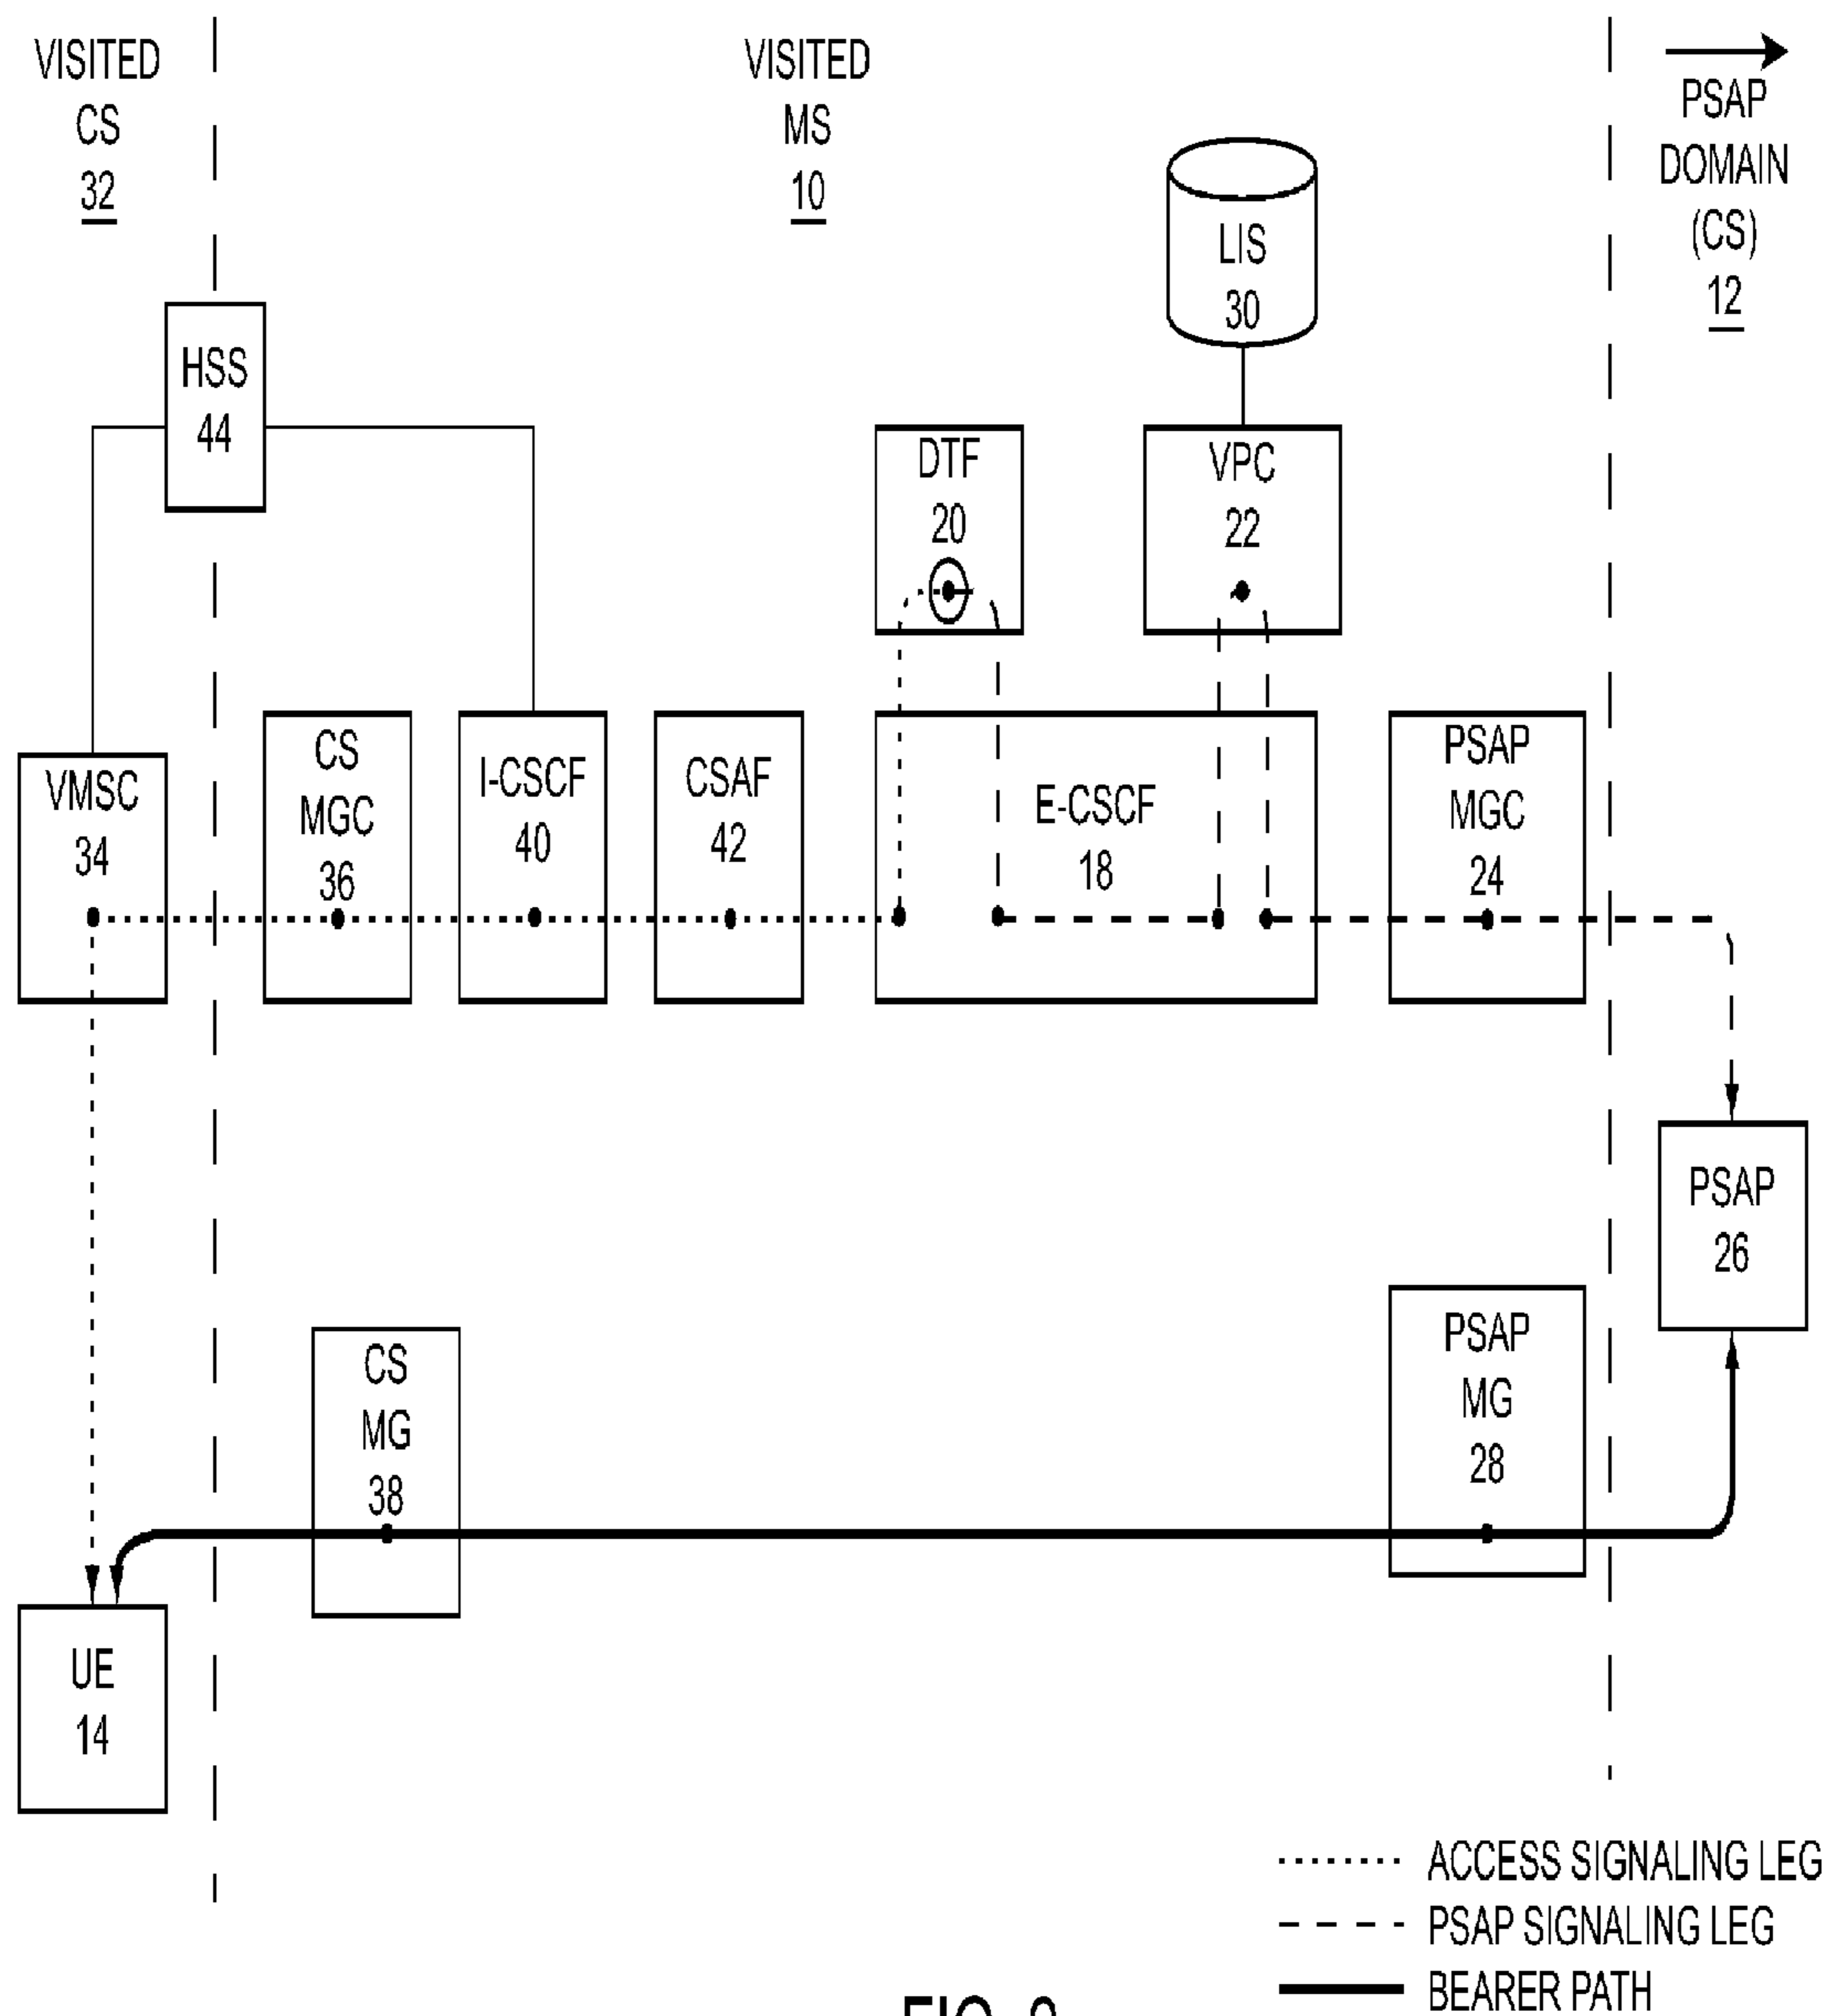 VISITED
CS
32
VISITED
MS
10
PSAP
DOMAIN
(CS)
12
LIS
30
HSS
44
DTF
20
VPC
22
VMSC
34
CS
MGC
36
I-CSCF
40
CSAF
42
E-CSCF
18
PSAP
MGC
24
PSAP
26
CS
MG
38
PSAP
MG
28
UE
14
ACCESS SIGNALING LEG
PSAP SIGNALING LEG
BEARER PATH